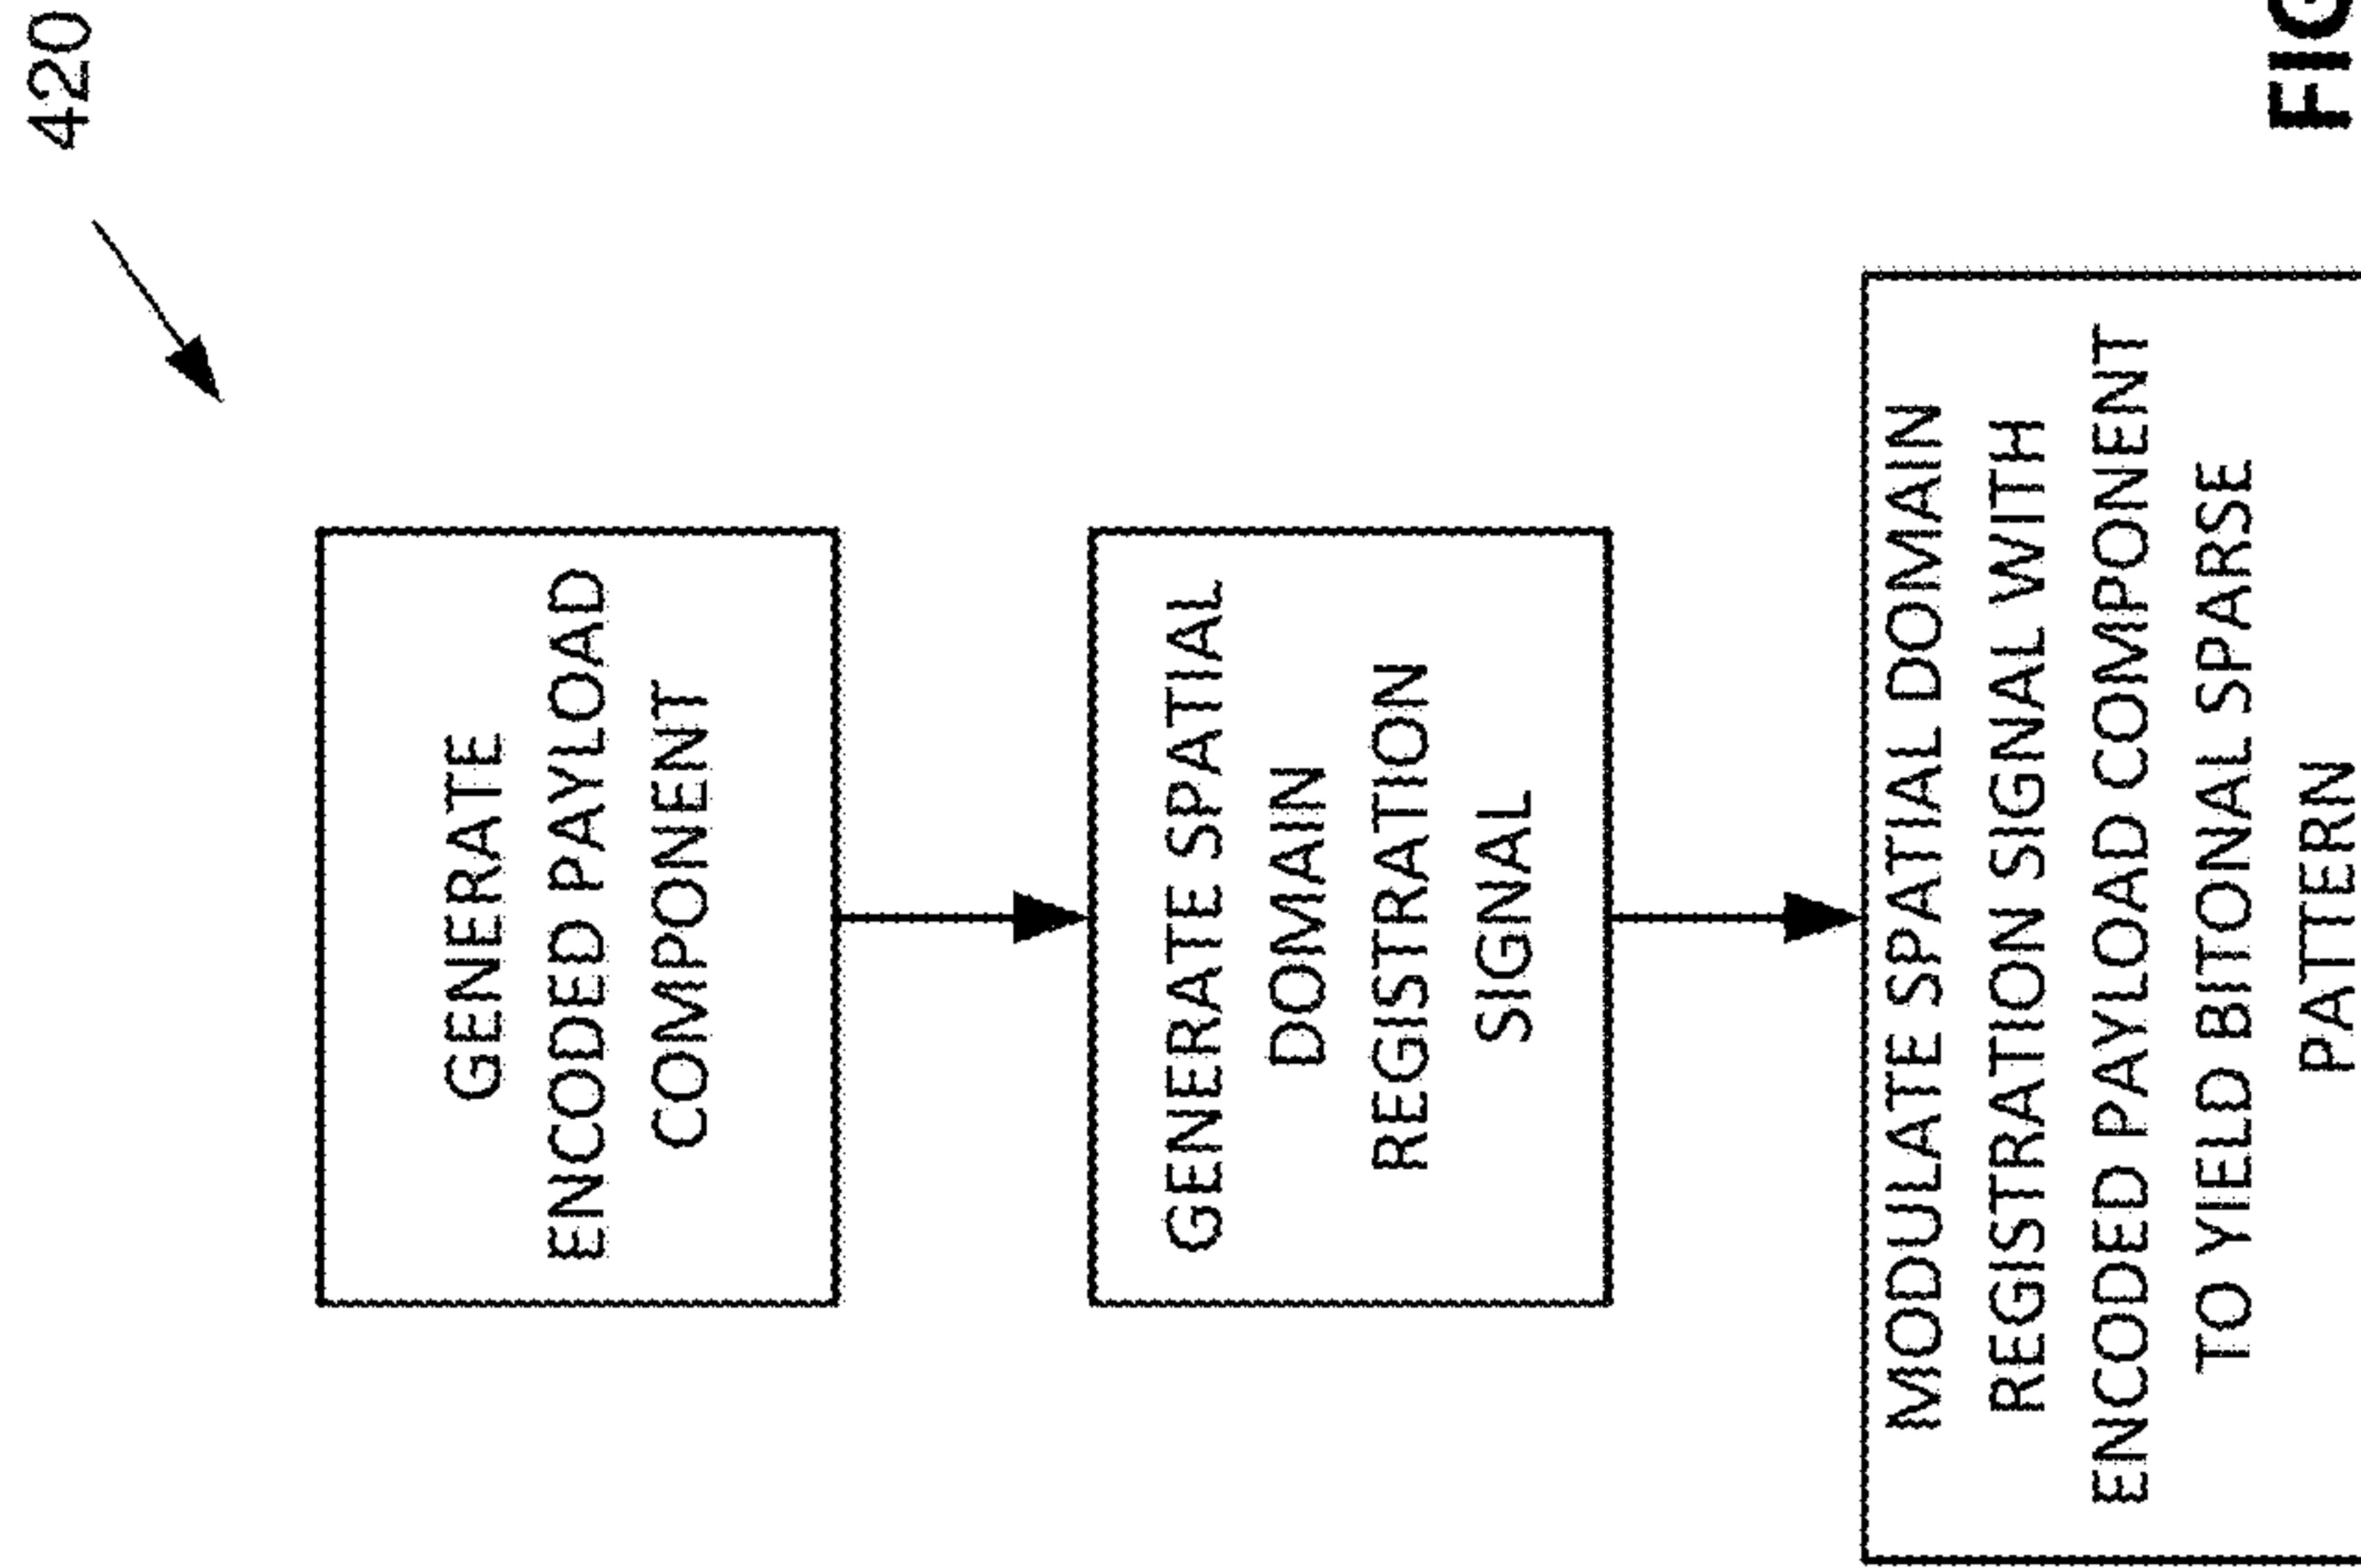 420
GENERATE
ENCODED PAYLOAD
COMPONENT
GENERATE SPATIAL
DOMAIN
REGISTRATION
SIGNAL
MODULATE SPATIAL DOMAIN
REGISTRATION SIGNAL WITH
ENCODED PAYLOAD COMPONENT
TO YIELD BITONAL SPARSE
PATTERN
FIG